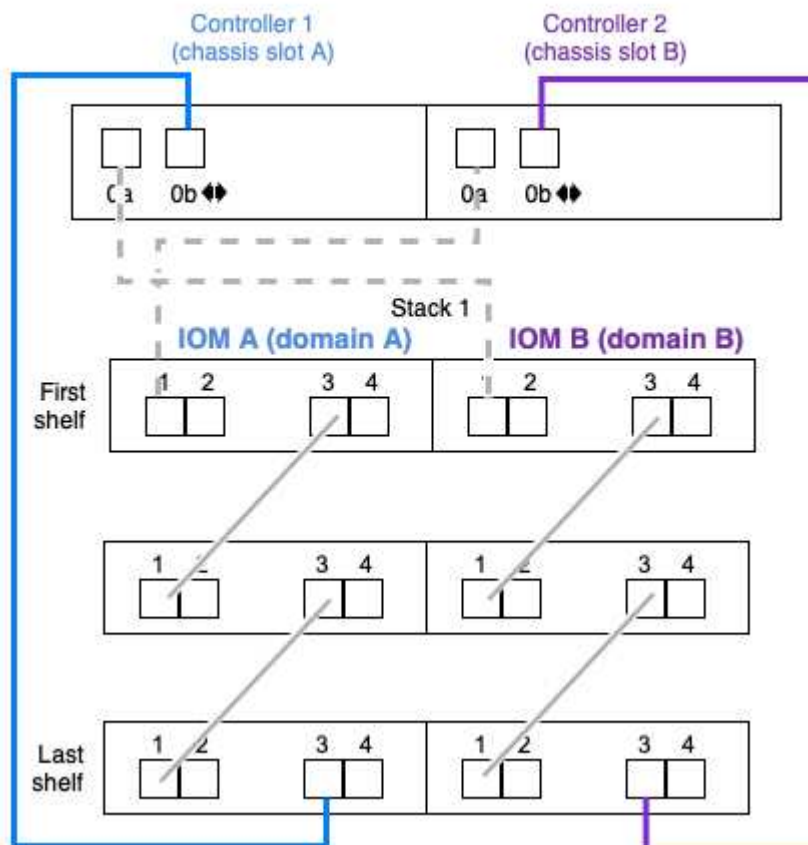 Controller 1
(chassis slot A)
Controller 2
(chassis slot B)
0a 0b 0a 0b
Stack 1
IOM A (domain A) IOM B (domain B)
First
shelf
1 2 3 4 1 2 3 4
1 2 3 4 1 2 3 4
Last
shelf
1 2 3 4 1 2 3 4